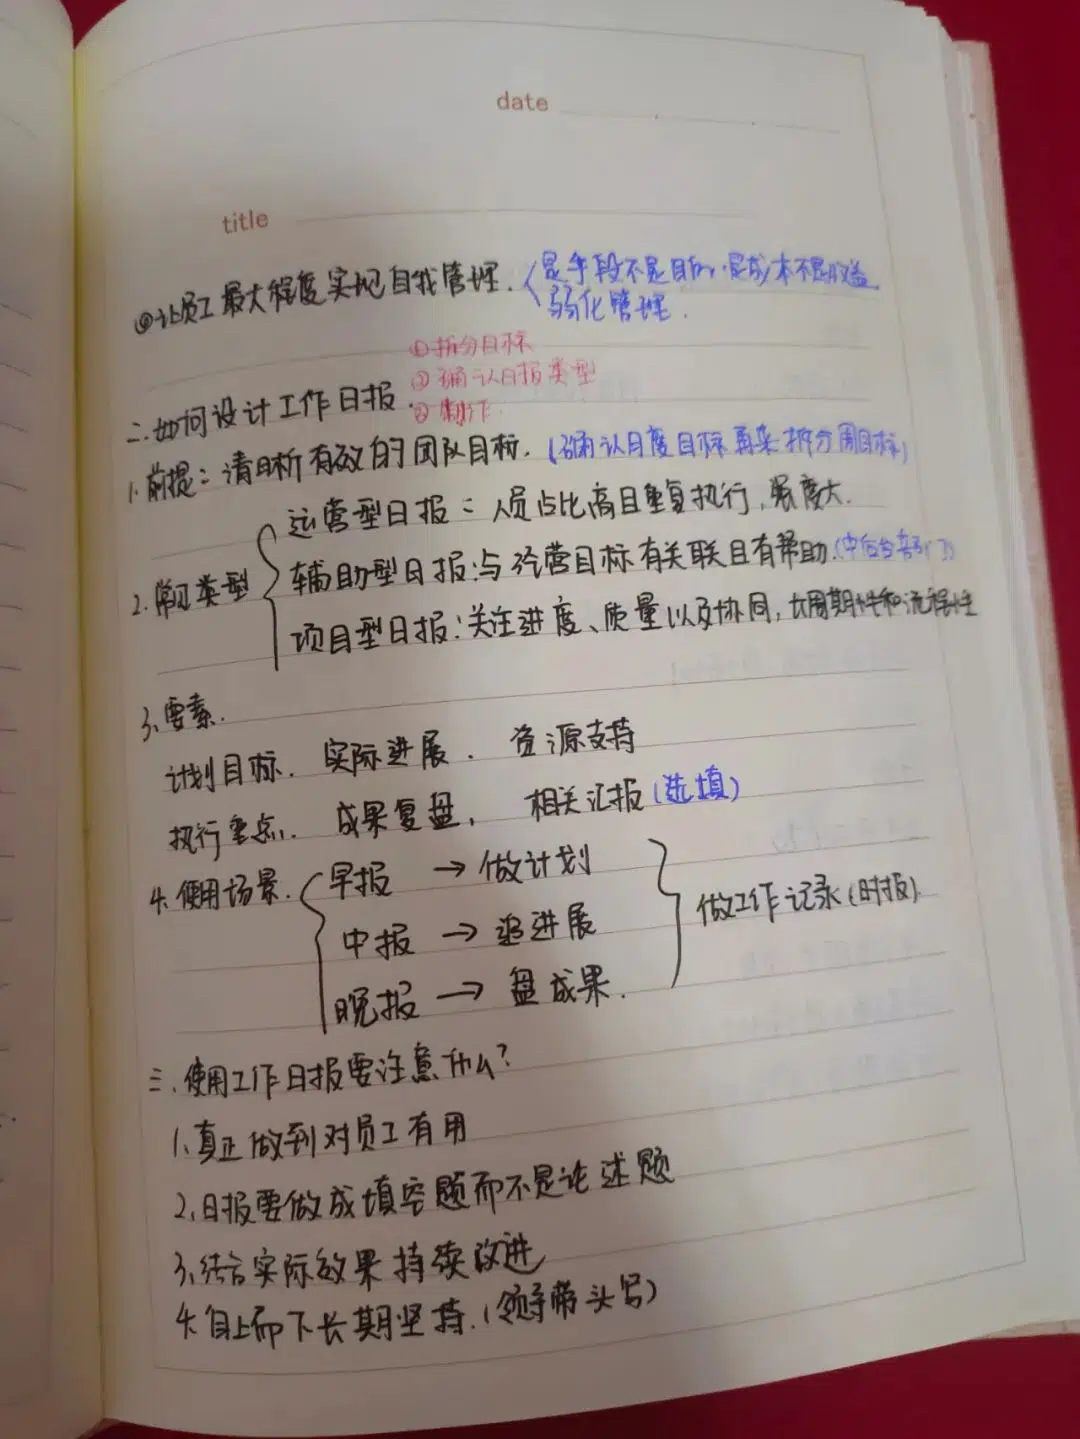 date
title
④让员工最大程度实现自我管理.
是手段不是目的.是成本不是收益
弱化管理.
①拆分目标
②确认日报类型
③制作
二.如何设计工作日报.
1.前提:清晰有效的团队目标.(确认月度目标再来拆分周目标)
2.常见类型
运营型日报:人员占比高且重复执行,强度大.
辅助型日报:与经营目标有关联且有帮助.(中后台部门)
项目型日报:关注进度、质量以及协同,长周期性和流程性
3、要素.
计划目标. 实际进展. 资源支持
执行重点. 成果复盘, 相关汇报(选填)
4.使用场景.
早报 → 做计划
中报 → 追进展
晚报 → 盘成果.
做工作记录(时报)
三.使用工作日报要注意什么?
1、真正做到对员工有用
2、日报要做成填空题而不是论述题
3、结合实际效果持续改进
4.自上而下长期坚持.(领导带头写)